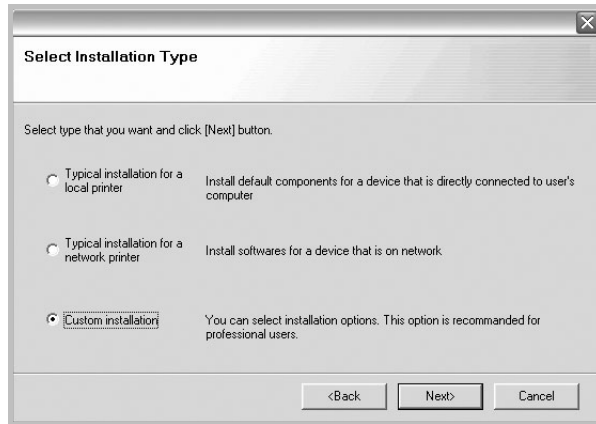 Select Installation Type
Select type that you want and click [Next] button.
Typical installation for a
local printer
Install default components for a device that is directly connected to user's
computer
Typical installation for a
network printer
Install softwares for a device that is on network
Custom installation
You can select installation options. This option is recommanded for
professional users.
<Back
Next>
Cancel